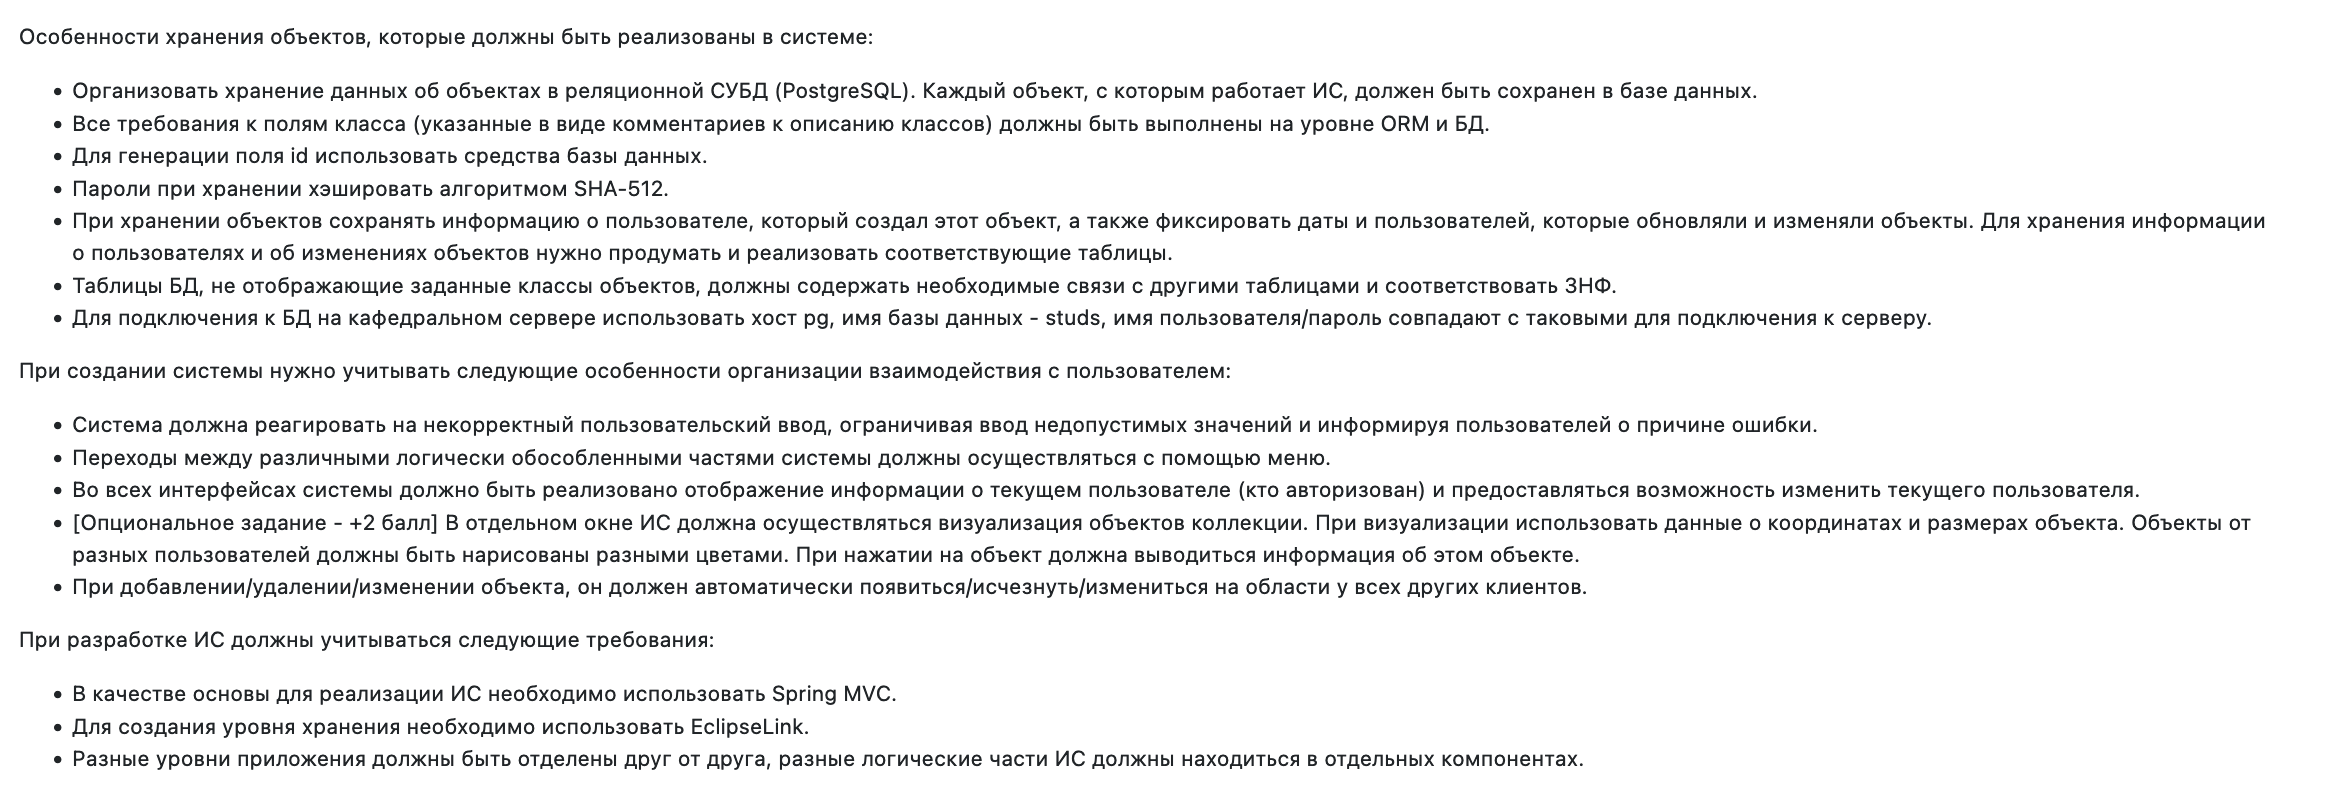 Особенности хранения объектов, которые должны быть реализованы в системе:
• Организовать хранение данных об объектах в реляционной СУБД (PostgreSQL). Каждый объект, с которым работает ИС, должен быть сохранен в базе данных.
• Все требования к полям класса (указанные в виде комментариев к описанию классов) должны быть выполнены на уровне ORM и БД.
• Для генерации поля id использовать средства базы данных.
• Пароли при хранении хэшировать алгоритмом SHA-512.
• При хранении объектов сохранять информацию о пользователе, который создал этот объект, а также фиксировать даты и пользователей, которые обновляли и изменяли объекты. Для хранения информации
о пользователях и об изменениях объектов нужно продумать и реализовать соответствующие таблицы.
• Таблицы БД, не отображающие заданные классы объектов, должны содержать необходимые связи с другими таблицами и соответствовать 3НФ.
• Для подключения к БД на кафедральном сервере использовать хост pg, имя базы данных - studs, имя пользователя/пароль совпадают с таковыми для подключения к серверу.
При создании системы нужно учитывать следующие особенности организации взаимодействия с пользователем:
• Система должна реагировать на некорректный пользовательский ввод, ограничивая ввод недопустимых значений и информируя пользователей о причине ошибки.
• Переходы между различными логически обособленными частями системы должны осуществляться с помощью меню.
• Во всех интерфейсах системы должно быть реализовано отображение информации о текущем пользователе (кто авторизован) и предоставляться возможность изменить текущего пользователя.
• [Опциональное задание - +2 балл] В отдельном окне ИС должна осуществляться визуализация объектов коллекции. При визуализации использовать данные о координатах и размерах объекта. Объекты от
разных пользователей должны быть нарисованы разными цветами. При нажатии на объект должна выводиться информация об этом объекте.
• При добавлении/удалении/изменении объекта, он должен автоматически появиться/исчезнуть/измениться на области у всех других клиентов.
При разработке ИС должны учитываться следующие требования:
• В качестве основы для реализации ИС необходимо использовать Spring MVC.
• Для создания уровня хранения необходимо использовать EclipseLink.
• Разные уровни приложения должны быть отделены друг от друга, разные логические части ИС должны находиться в отдельных компонентах.